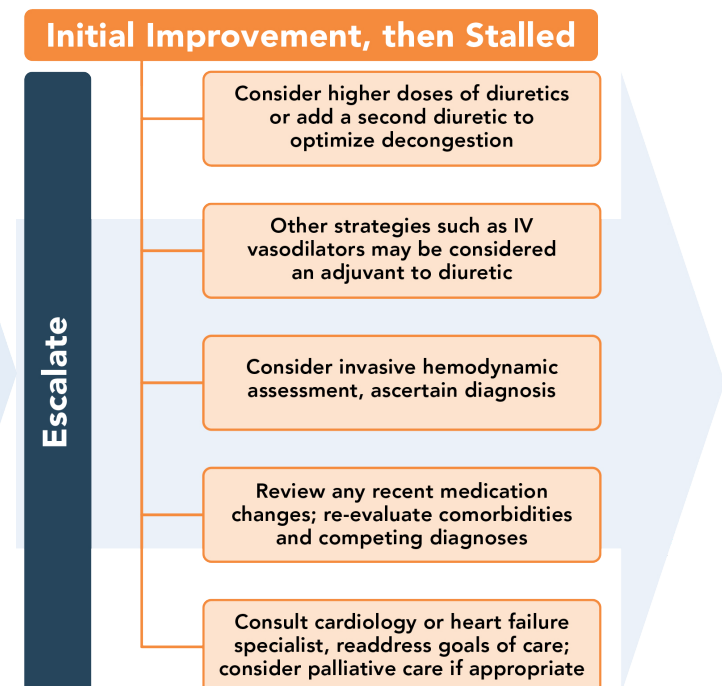 Initial Improvement, then Stalled
Escalate
Consider higher doses of diuretics
or add a second diuretic to
optimize decongestion
Other strategies such as IV
vasodilators may be considered
an adjuvant to diuretic
Consider invasive hemodynamic
assessment, ascertain diagnosis
Review any recent medication
changes; re-evaluate comorbidities
and competing diagnoses
Consult cardiology or heart failure
specialist, readdress goals of care;
consider palliative care if appropriate